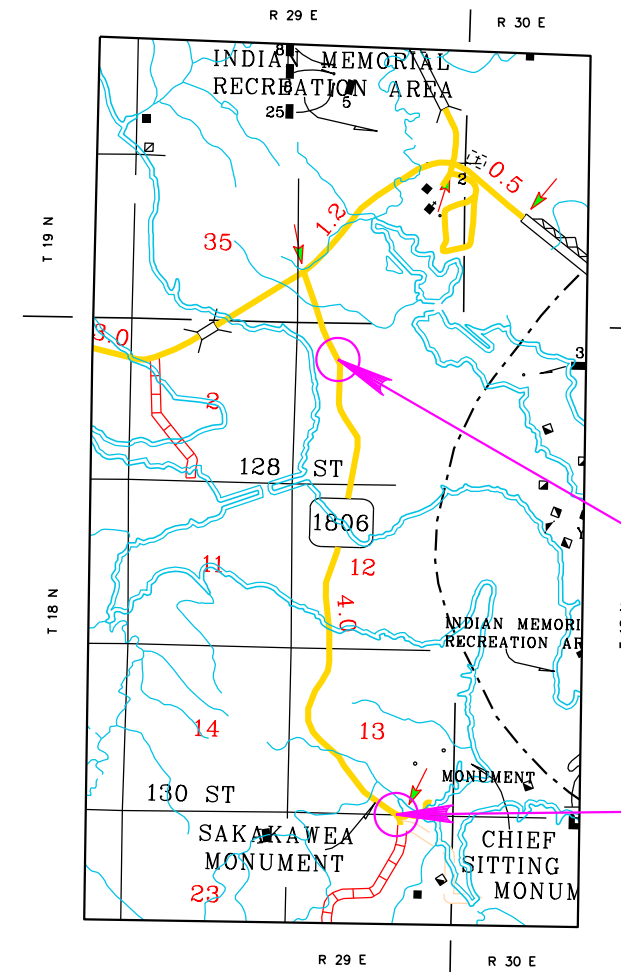 R 29 E
R 30 E
INDIAN MEMORIAL
RECREATION AREA
8
6
5
25
2
0.5
1.2
T 19 N
35
3.0
3
2
128 ST
1806
11
12
4.0
T 18 N
INDIAN MEMORI
RECREATION AR
14
13
MONUMENT
130 ST
SAKAKAWEA
MONUMENT
CHIEF
SITTING
MONUM
23
R 29 E
R 30 E